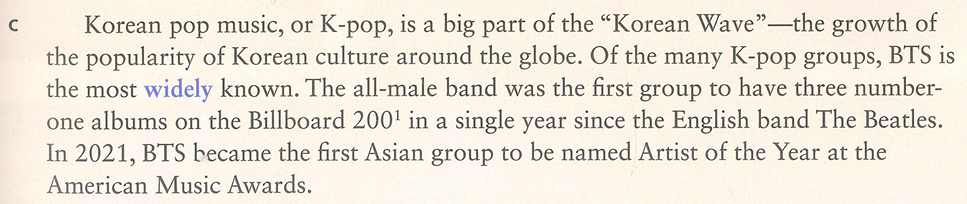 C Korean pop music, or K-pop, is a big part of the “Korean Wave”—the growth of
the popularity of Korean culture around the globe. Of the many K-pop groups, BTS is
the most widely known. The all-male band was the first group to have three number-
one albums on the Billboard 200¹ in a single year since the English band The Beatles.
In 2021, BTS became the first Asian group to be named Artist of the Year at the
American Music Awards.